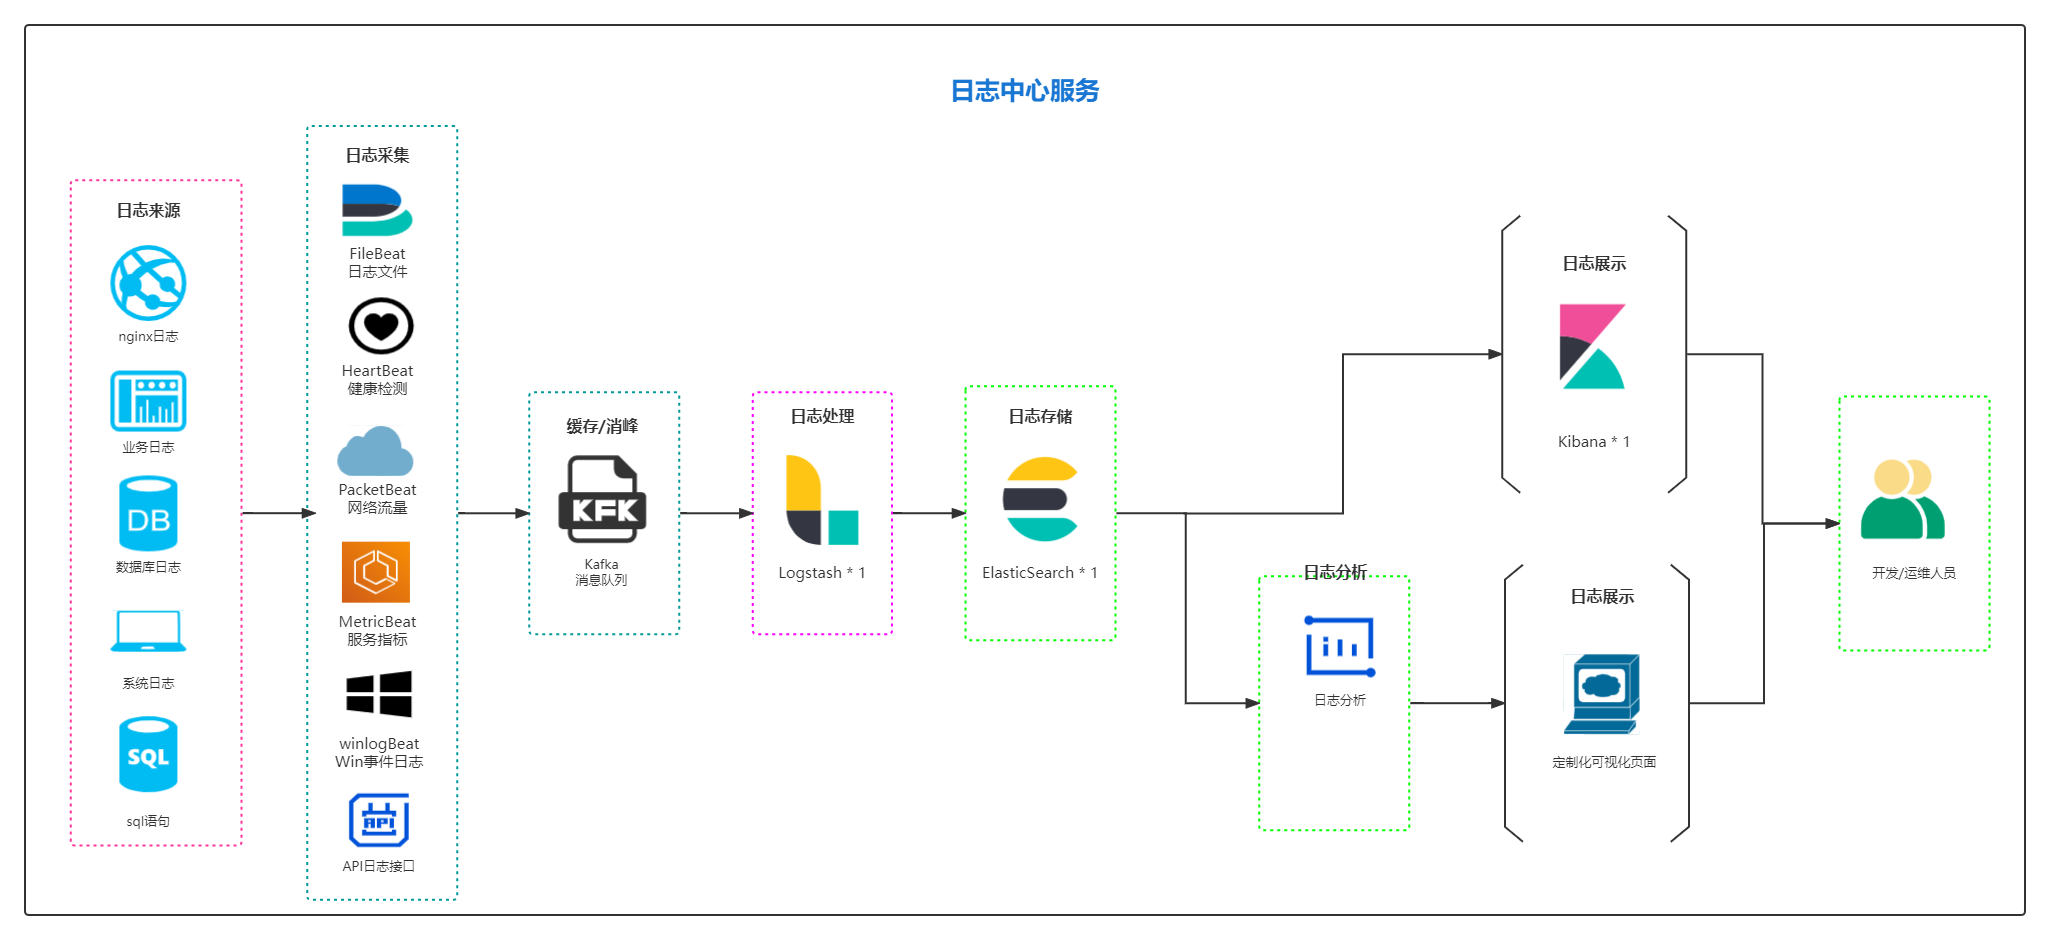 日志中心服务
日志来源
nginx日志
业务日志
DB
数据库日志
系统日志
SQL
sql语句
日志采集
FileBeat
日志文件
HeartBeat
健康检测
PacketBeat
网络流量
MetricBeat
服务指标
winlogBeat
Win事件日志
API
API日志接口
缓存/消峰
KFK
Kafka
消息队列
日志处理
Logstash * 1
日志存储
ElasticSearch * 1
日志展示
Kibana * 1
日志分析
日志分析
日志展示
定制化可视化页面
开发/运维人员